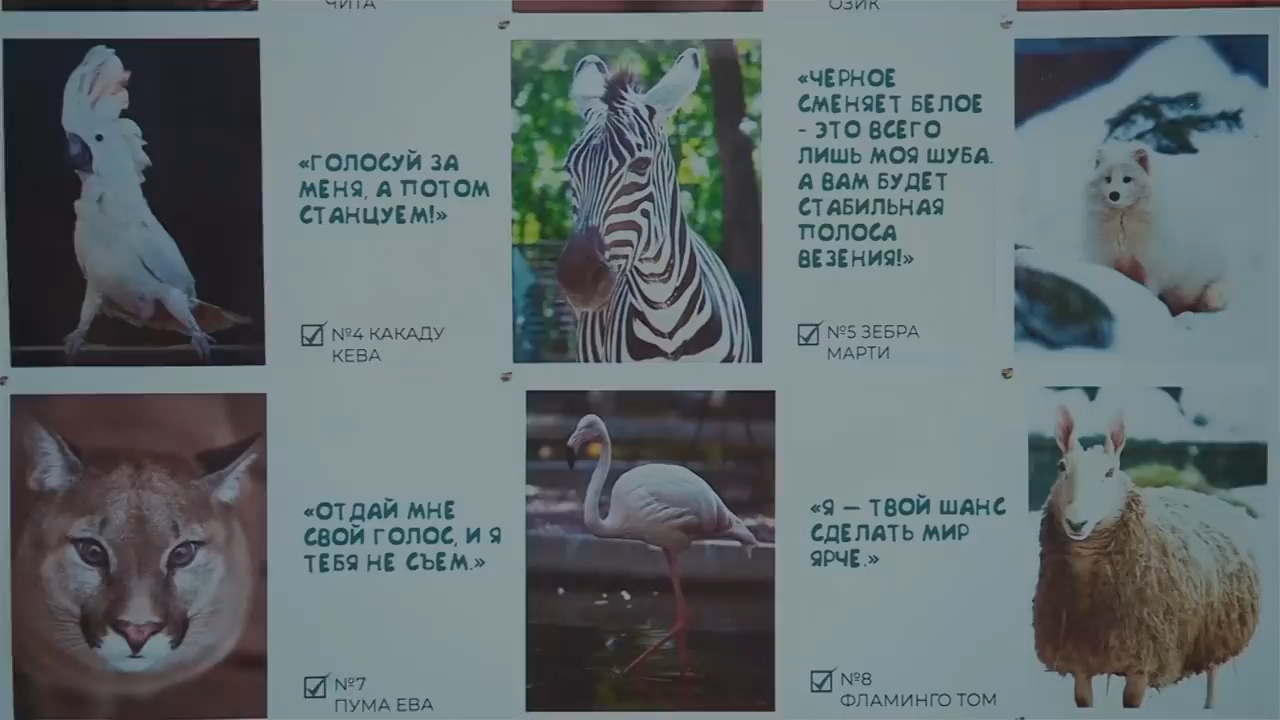 ЧИТА
ОЗИК
«ГОЛОСУЙ ЗА
МЕНЯ, А ПОТОМ
СТАНЦУЕМ!»
№4 КАКАДУ
КЕВА
«ЧЕРНОЕ
СМЕНЯЕТ БЕЛОЕ
- ЭТО ВСЕГО
ЛИШЬ МОЯ ШУБА.
А ВАМ БУДЕТ
СТАБИЛЬНАЯ
ПОЛОСА
ВЕЗЕНИЯ!»
№5 ЗЕБРА
МАРТИ
«ОТДАЙ МНЕ
СВОЙ ГОЛОС, И Я
ТЕБЯ НЕ СЪЕМ.»
№7
ПУМА ЕВА
«Я — ТВОЙ ШАНС
СДЕЛАТЬ МИР
ЯРЧЕ.»
№8
ФЛАМИНГО ТОМ